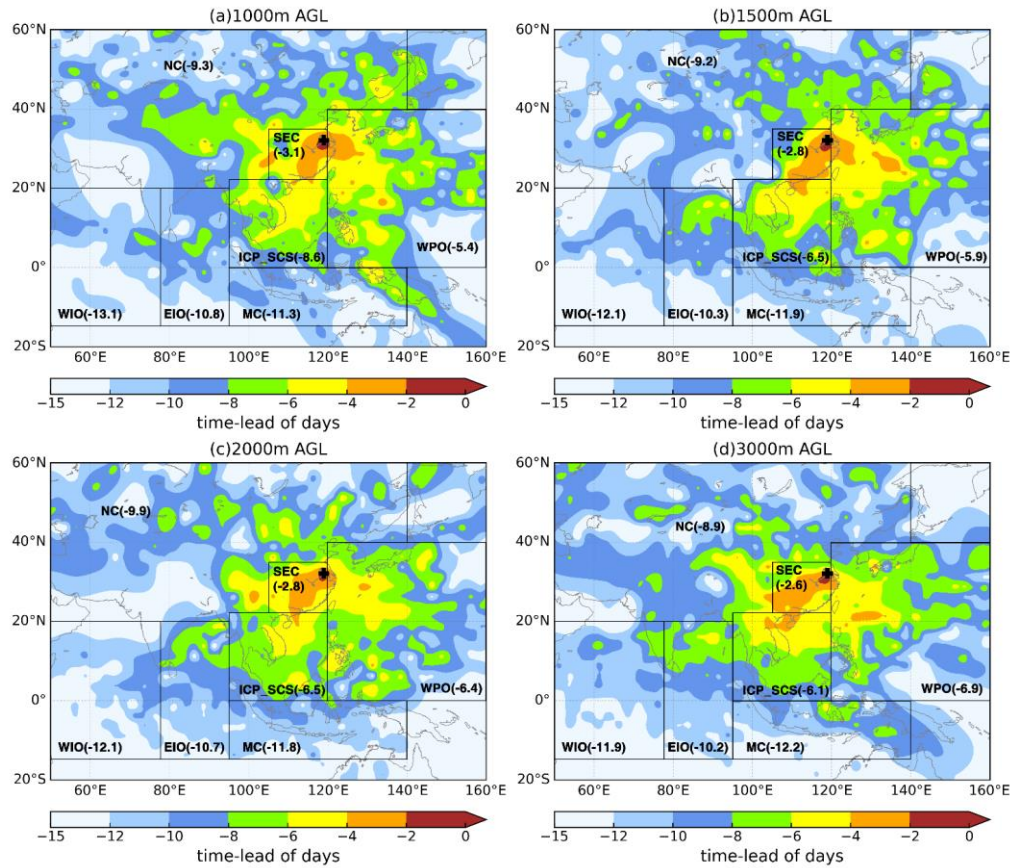 (a)1000m AGL
60°N
40°N
20°N
0°
20°S
NC(-9.3)
SEC
(-3.1)
WPO(-5.4)
ICP_SCS(-8.6)
WIO(-13.1) EIO(-10.8) MC(-11.3)
60°E 80°E 100°E 120°E 140°E 160°E
−15 −12 −10 −8 −6 −4 −2 0
time-lead of days
(b)1500m AGL
60°N
40°N
20°N
0°
20°S
NC(-9.2)
SEC
(-2.8)
ICP_SCS(-6.5) WPO(-5.9)
WIO(-12.1) EIO(-10.3) MC(-11.9)
60°E 80°E 100°E 120°E 140°E 160°E
−15 −12 −10 −8 −6 −4 −2 0
time-lead of days
(c)2000m AGL
60°N
40°N
20°N
0°
20°S
NC(-9.9)
SEC
(-2.8)
ICP_SCS(-6.5) WPO(-6.4)
WIO(-12.1) EIO(-10.7) MC(-11.8)
60°E 80°E 100°E 120°E 140°E 160°E
−15 −12 −10 −8 −6 −4 −2 0
time-lead of days
(d)3000m AGL
60°N
40°N
20°N
0°
20°S
NC(-8.9)
SEC
(-2.6)
ICP_SCS(-6.1) WPO(-6.9)
WIO(-11.9) EIO(-10.2) MC(-12.2)
60°E 80°E 100°E 120°E 140°E 160°E
−15 −12 −10 −8 −6 −4 −2 0
time-lead of days